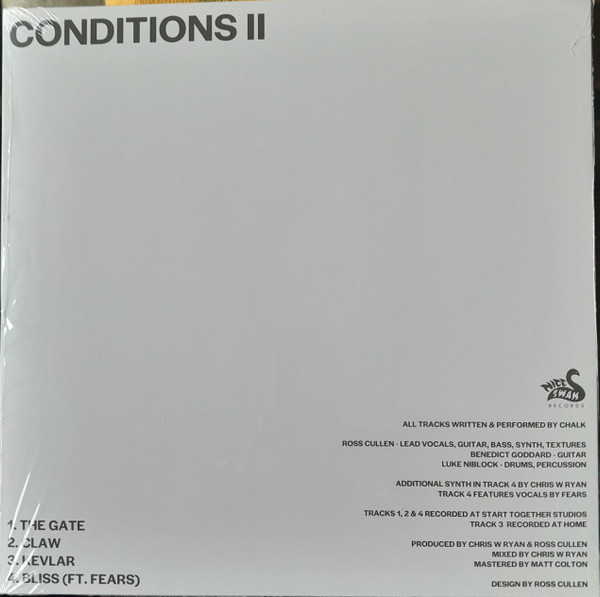 CONDITIONS II
NICE
SWAN
RECORDS
ALL TRACKS WRITTEN & PERFORMED BY CHALK
ROSS CULLEN - LEAD VOCALS, GUITAR, BASS, SYNTH, TEXTURES
BENEDICT GODDARD - GUITAR
LUKE NIBLOCK - DRUMS, PERCUSSION
ADDITIONAL SYNTH IN TRACK 4 BY CHRIS W RYAN
TRACK 4 FEATURES VOCALS BY FEARS
TRACKS 1, 2 & 4 RECORDED AT START TOGETHER STUDIOS
TRACK 3 RECORDED AT HOME
PRODUCED BY CHRIS W RYAN & ROSS CULLEN
MIXED BY CHRIS W RYAN
MASTERED BY MATT COLTON
DESIGN BY ROSS CULLEN
1. THE GATE
2. CLAW
3. KEVLAR
4. BLISS (FT. FEARS)